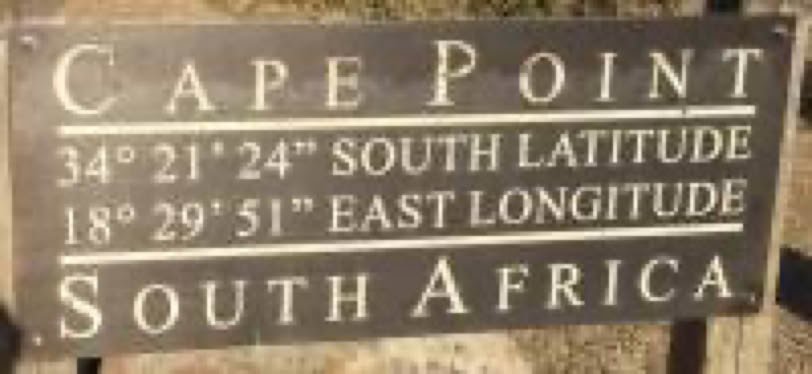 CAPE POINT
34° 21' 24" SOUTH LATITUDE
18° 29' 51" EAST LONGITUDE
SOUTH AFRICA